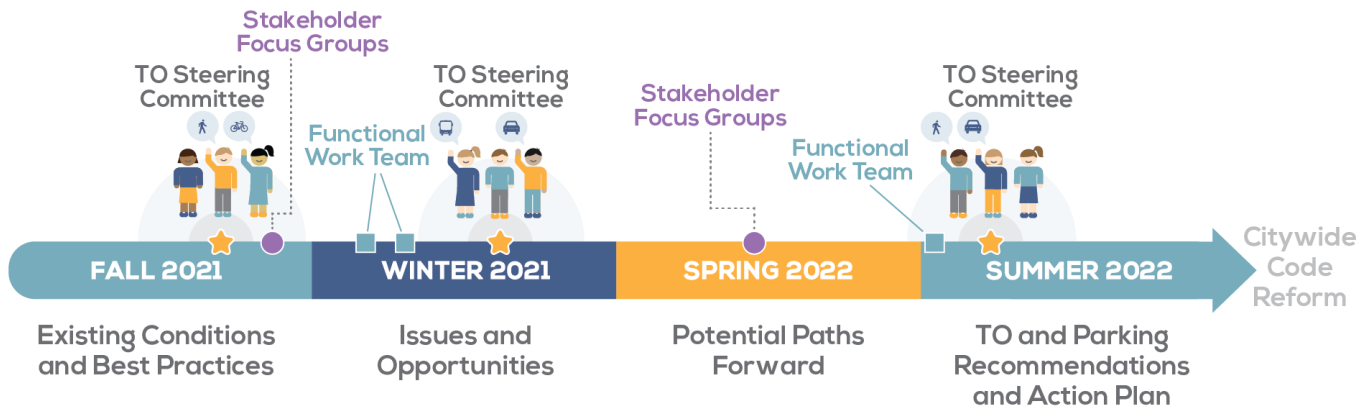 Stakeholder
Focus Groups
TO Steering
Committee
Functional
Work Team
TO Steering
Committee
Stakeholder
Focus Groups
Functional
Work Team
TO Steering
Committee
FALL 2021
WINTER 2021
SPRING 2022
SUMMER 2022
Citywide
Code
Reform
Existing Conditions
and Best Practices
Issues and
Opportunities
Potential Paths
Forward
TO and Parking
Recommendations
and Action Plan